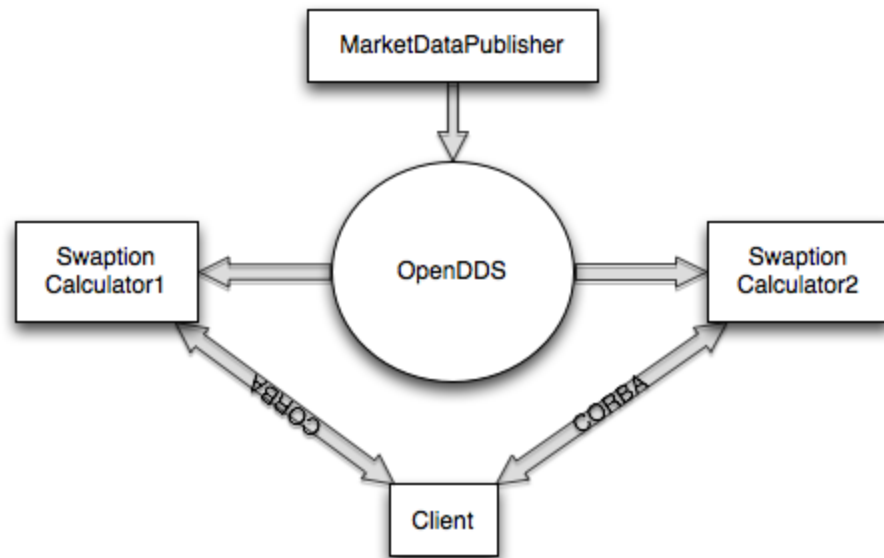 MarketDataPublisher
Swaption
Calculator1
OpenDDS
Swaption
Calculator2
CORBA
CORBA
Client